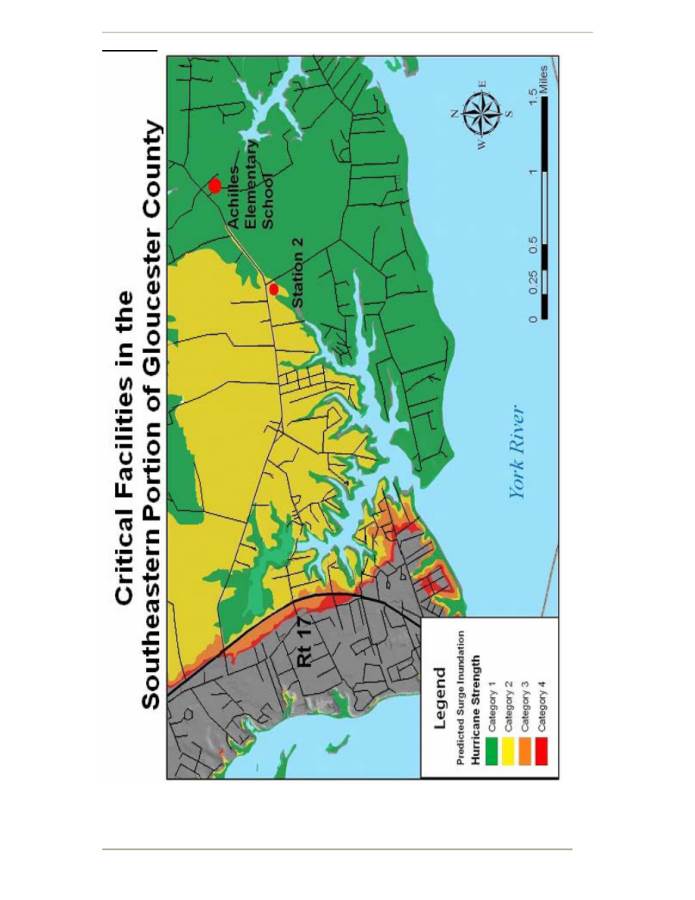 Critical Facilities in the
Southeastern Portion of Gloucester County
Achilles
Elementary
School
Station 2
Rt 17
York River
N
E
S
W
0 0.25 0.5 1 1.5 Miles
Legend
Predicted Surge Inundation
Hurricane Strength
Category 1
Category 2
Category 3
Category 4